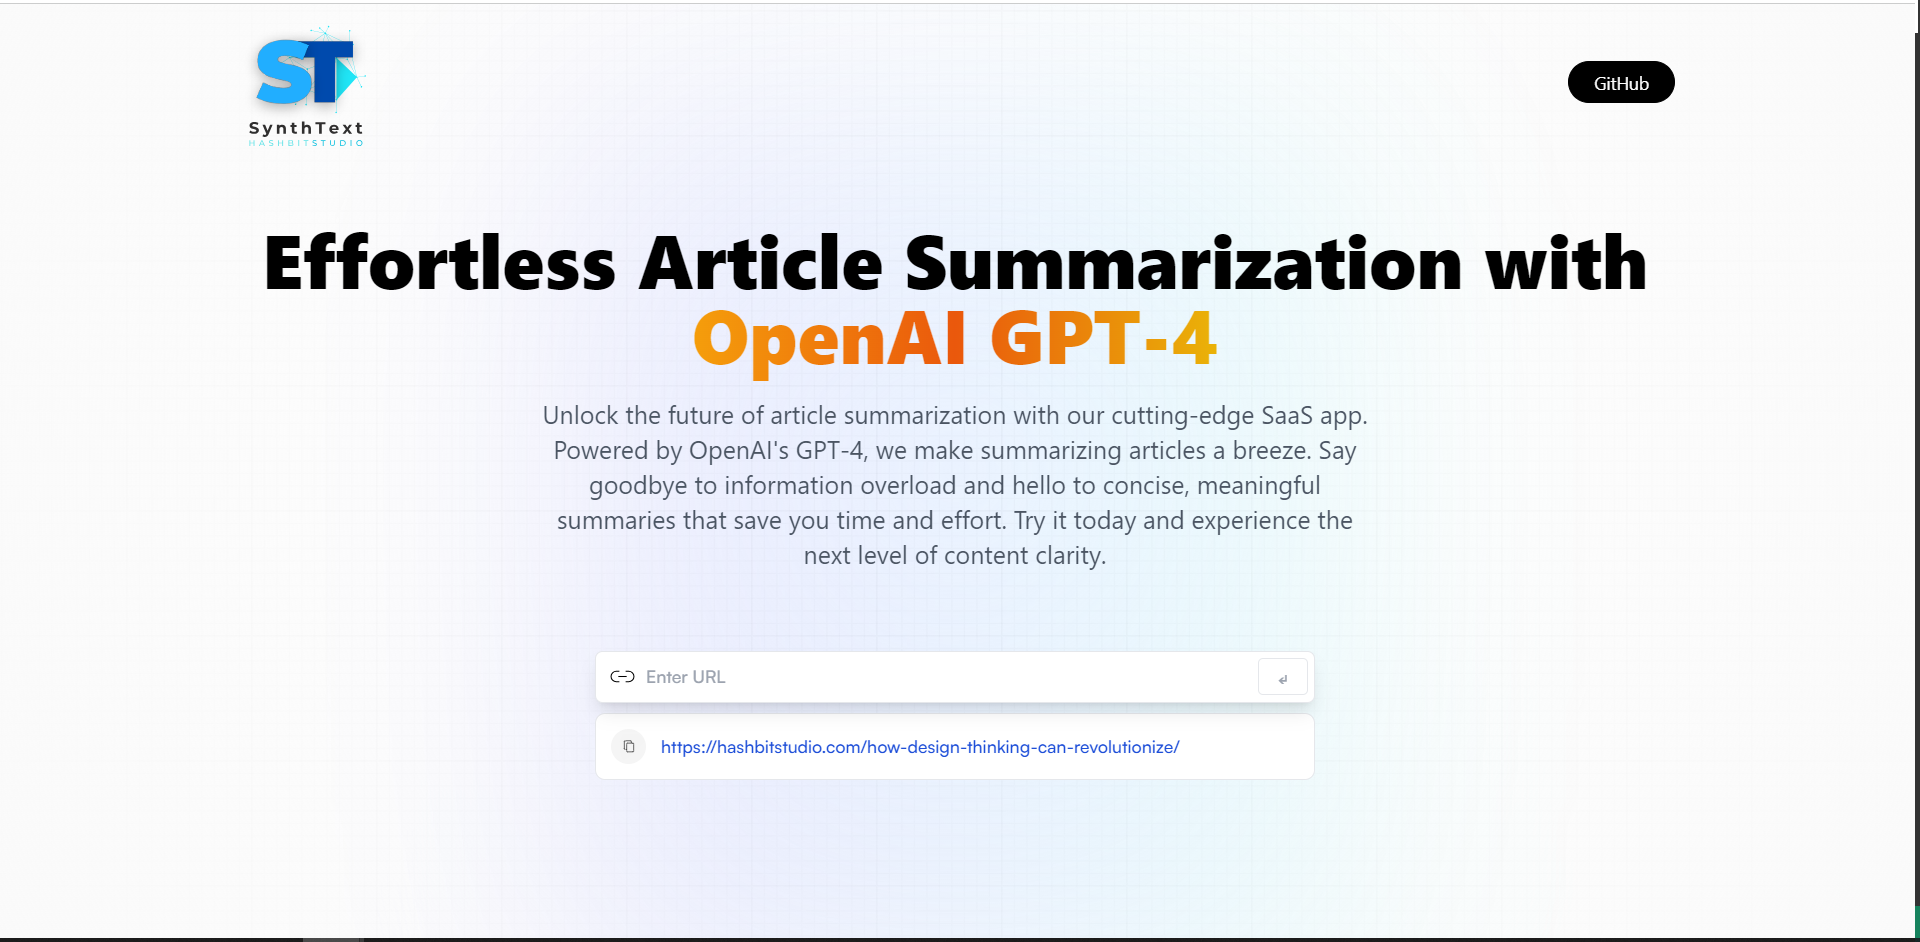 ST
SynthText
HASHBITSTUDIO
GitHub
Effortless Article Summarization with
OpenAI GPT-4
Unlock the future of article summarization with our cutting-edge SaaS app.
Powered by OpenAI's GPT-4, we make summarizing articles a breeze. Say
goodbye to information overload and hello to concise, meaningful
summaries that save you time and effort. Try it today and experience the
next level of content clarity.
Enter URL
https://hashbitstudio.com/how-design-thinking-can-revolutionize/